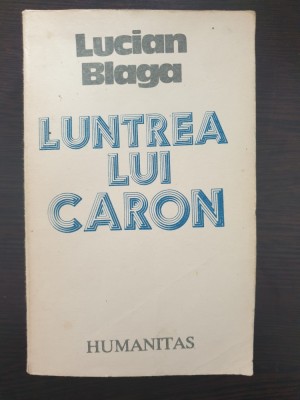 Lucian
Blaga
LUNTREA
LUI
CARON
HUMANITAS